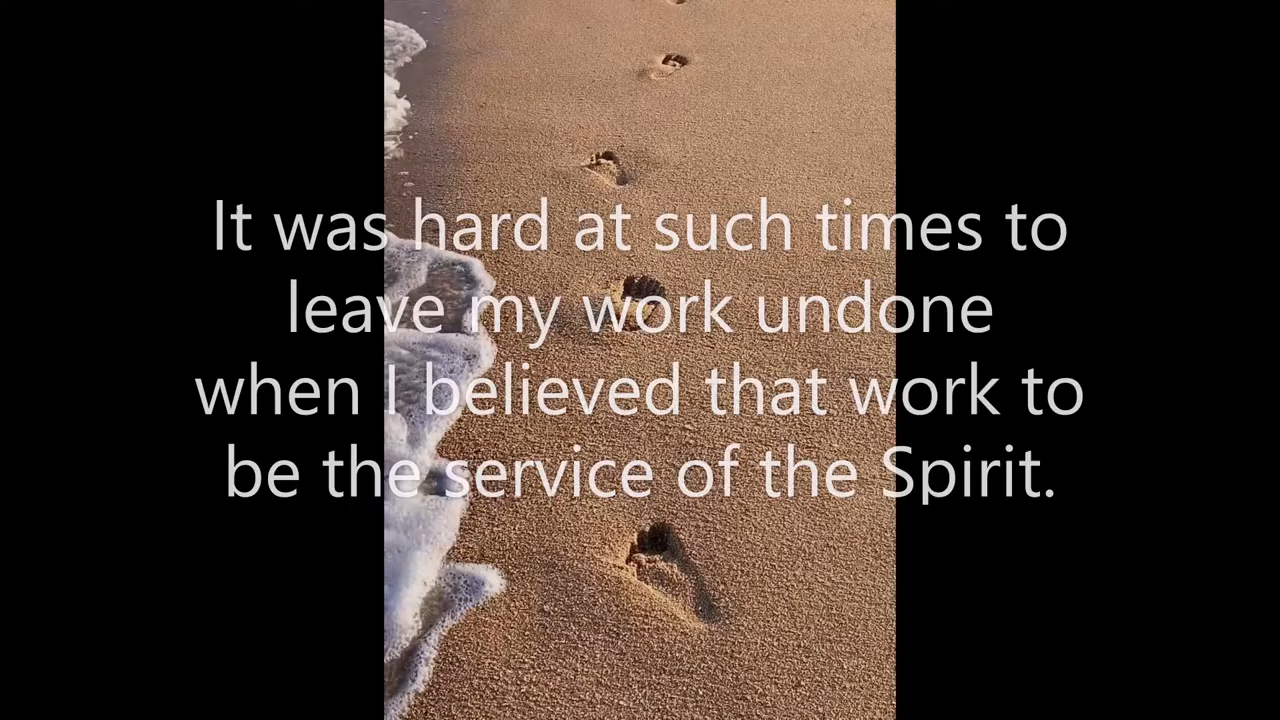 It was hard at such times to
leave my work undone
when I believed that work to
be the service of the Spirit.